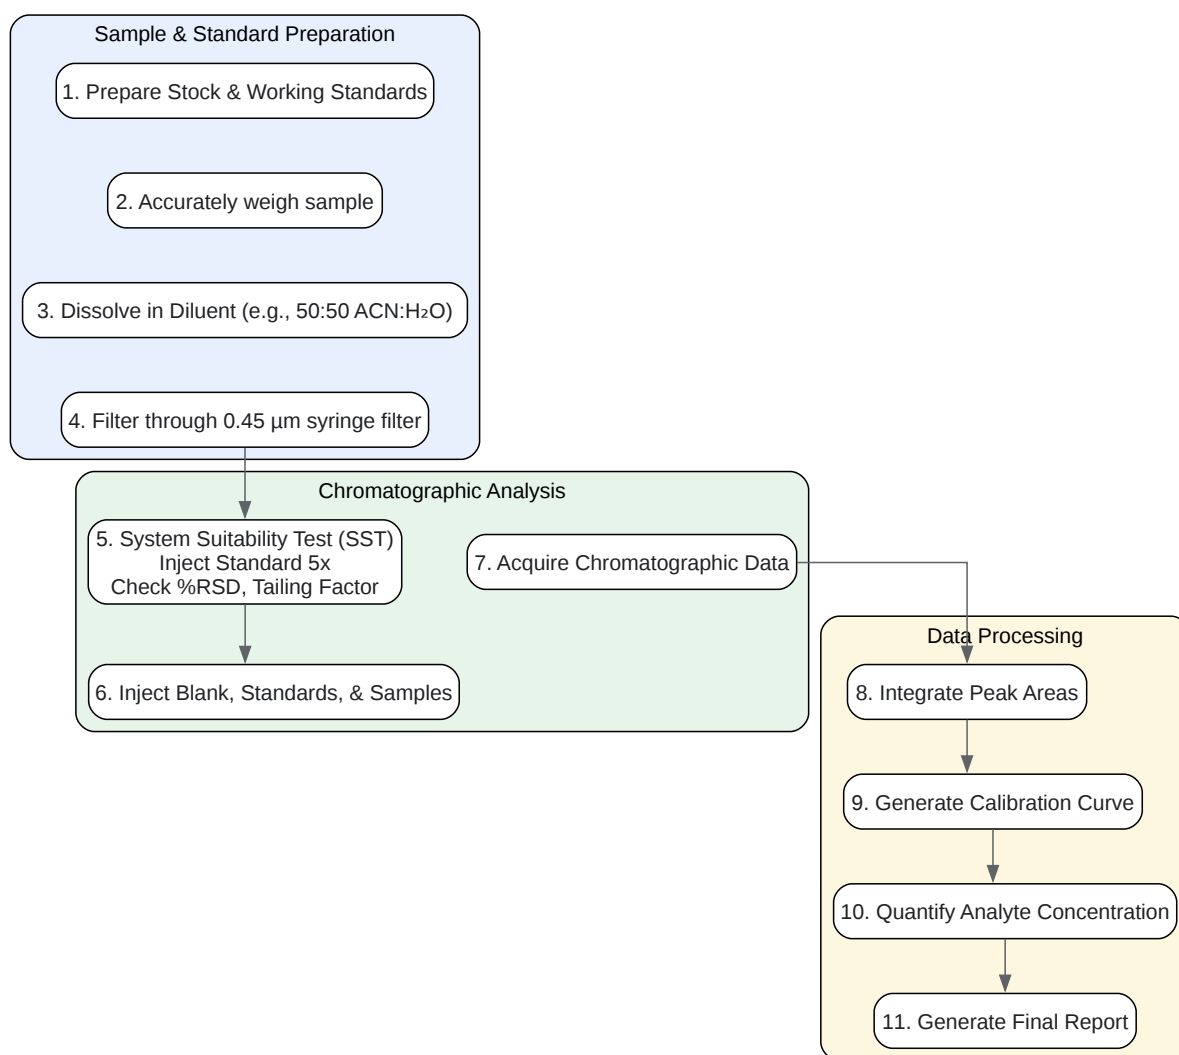 Sample & Standard Preparation
1. Prepare Stock & Working Standards
2. Accurately weigh sample
3. Dissolve in Diluent (e.g., 50:50 ACN:H₂O)
4. Filter through 0.45 µm syringe filter
Chromatographic Analysis
5. System Suitability Test (SST)
Inject Standard 5x
Check %RSD, Tailing Factor
6. Inject Blank, Standards, & Samples
7. Acquire Chromatographic Data
Data Processing
8. Integrate Peak Areas
9. Generate Calibration Curve
10. Quantify Analyte Concentration
11. Generate Final Report